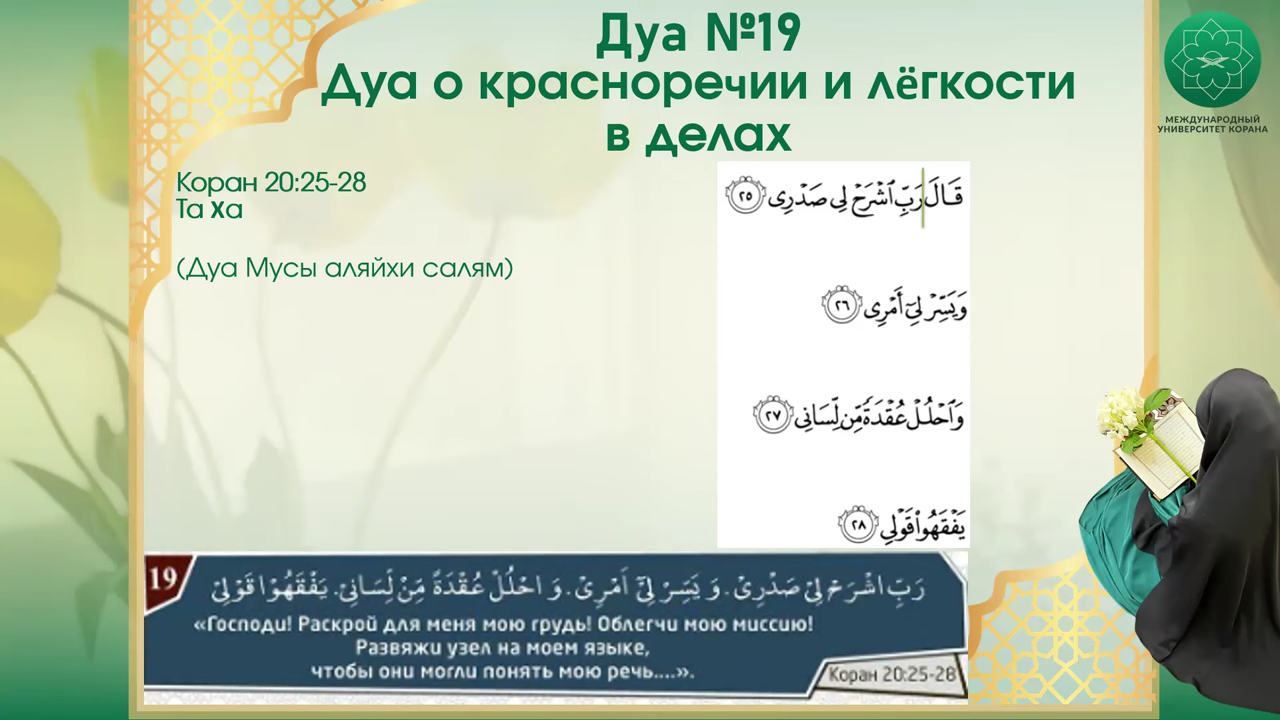 Дуа №19
Дуа о красноречии и лёгкости
в делах
МЕЖДУНАРОДНЫЙ
УНИВЕРСИТЕТ КОРАНА
Коран 20:25-28
Та Ха
(Дуа Мусы аляйхи салям)
قَالَ رَبِّ ٱشْرَحْ لِى صَدْرِى ٢٥
وَيَسِّرْ لِىٓ أَمْرِى ٢٦
وَٱحْلُلْ عُقْدَةً مِّن لِّسَانِى ٢٧
يَفْقَهُوا۟ قَوْلِى ٢٨
19
رَبِّ اشْرَحْ لِيْ صَدْرِيْ. وَ يَسِّرْ لِيْٓ اَمْرِيْ. وَ احْلُلْ عُقْدَةً مِّنْ لِّسَانِيْ. يَفْقَهُوْا قَوْلِيْ
«Господи! Раскрой для меня мою грудь! Облегчи мою миссию!
Развяжи узел на моем языке,
чтобы они могли понять мою речь....».
Коран 20:25-28